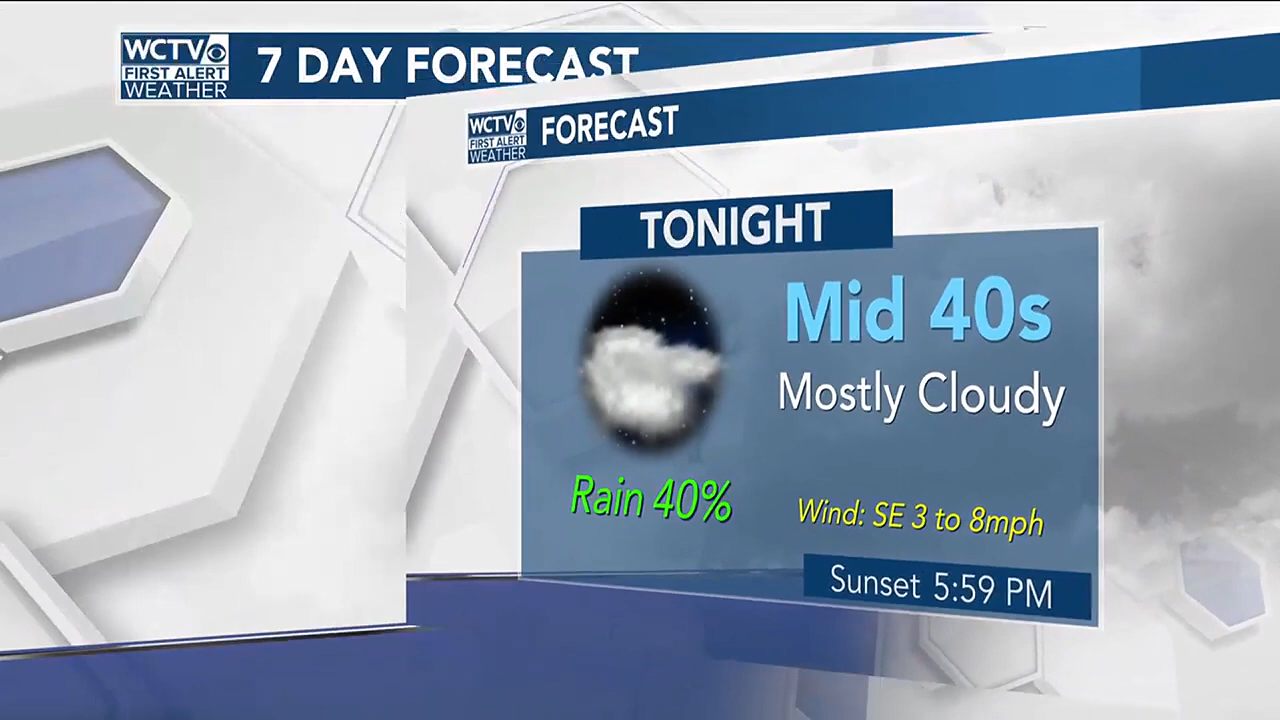 WCTV
FIRST ALERT
WEATHER
7 DAY FORECAST
WCTV
FIRST ALERT
WEATHER
FORECAST
TONIGHT
Mid 40s
Mostly Cloudy
Rain 40%
Wind: SE 3 to 8mph
Sunset 5:59 PM